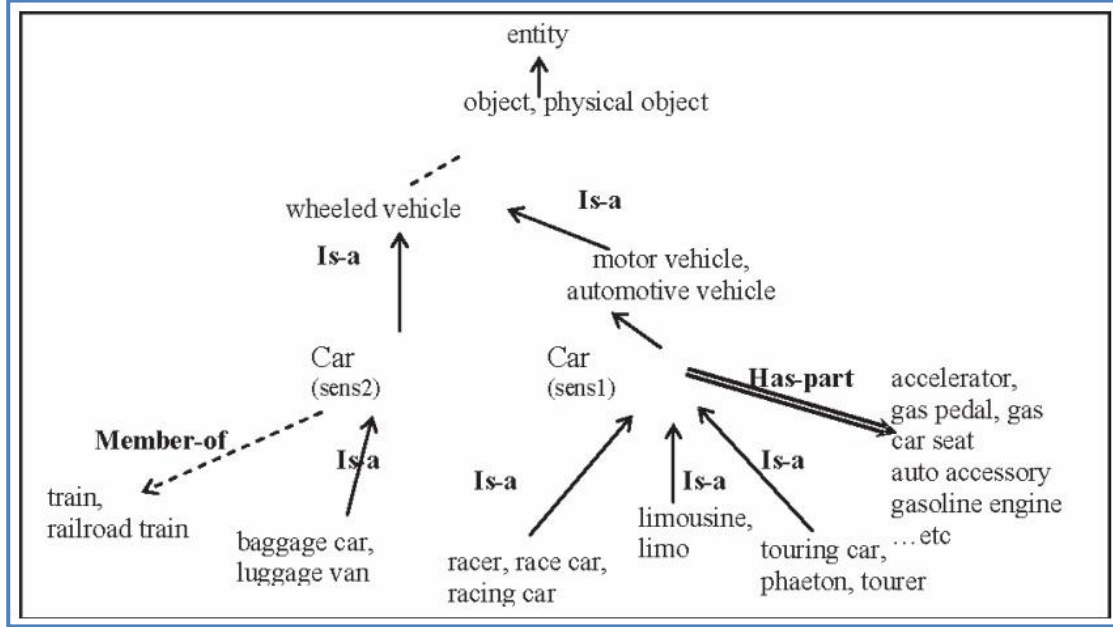 entity
object, physical object
wheeled vehicle
Is-a
Is-a
motor vehicle,
automotive vehicle
Car
(sens2)
Car
(sens1)
Has-part
accelerator,
gas pedal, gas
car seat
auto accessory
gasoline engine
…etc
Member-of
Is-a
Is-a
Is-a
Is-a
train,
railroad train
baggage car,
luggage van
racer, race car,
racing car
limousine,
limo
touring car,
phaeton, tourer